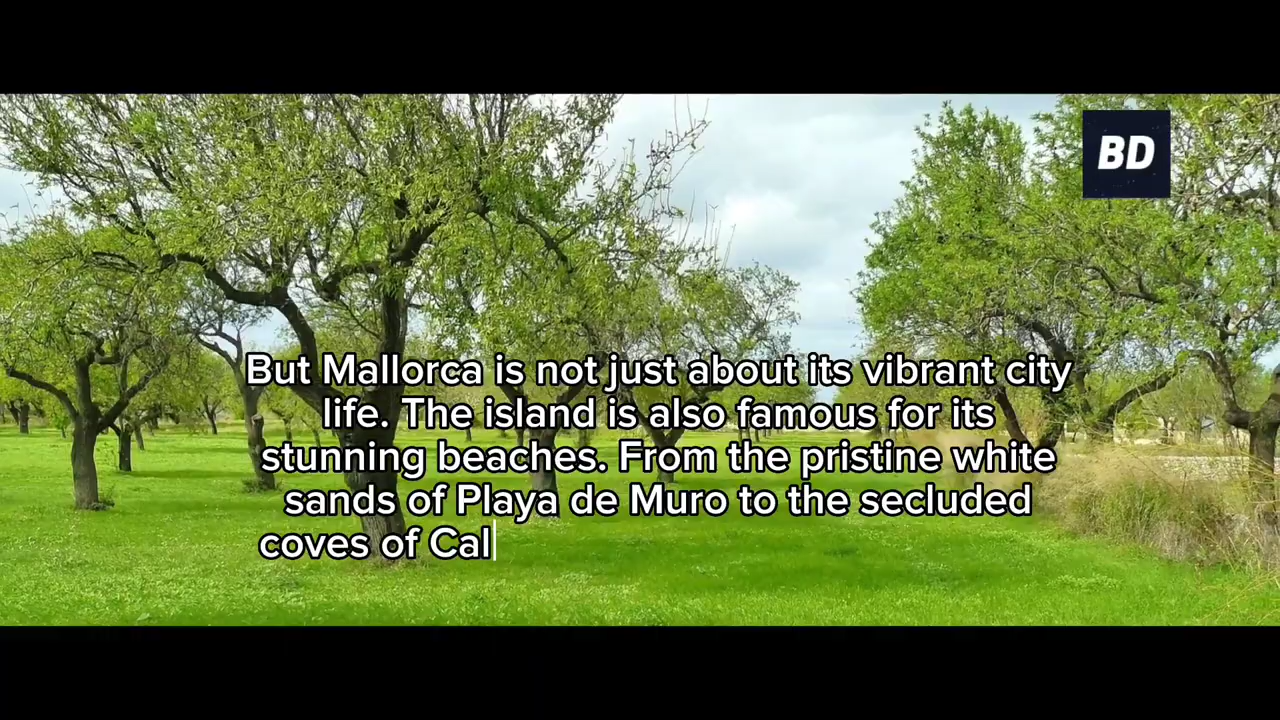 BD
But Mallorca is not just about its vibrant city
life. The island is also famous for its
stunning beaches. From the pristine white
sands of Playa de Muro to the secluded
coves of Cal